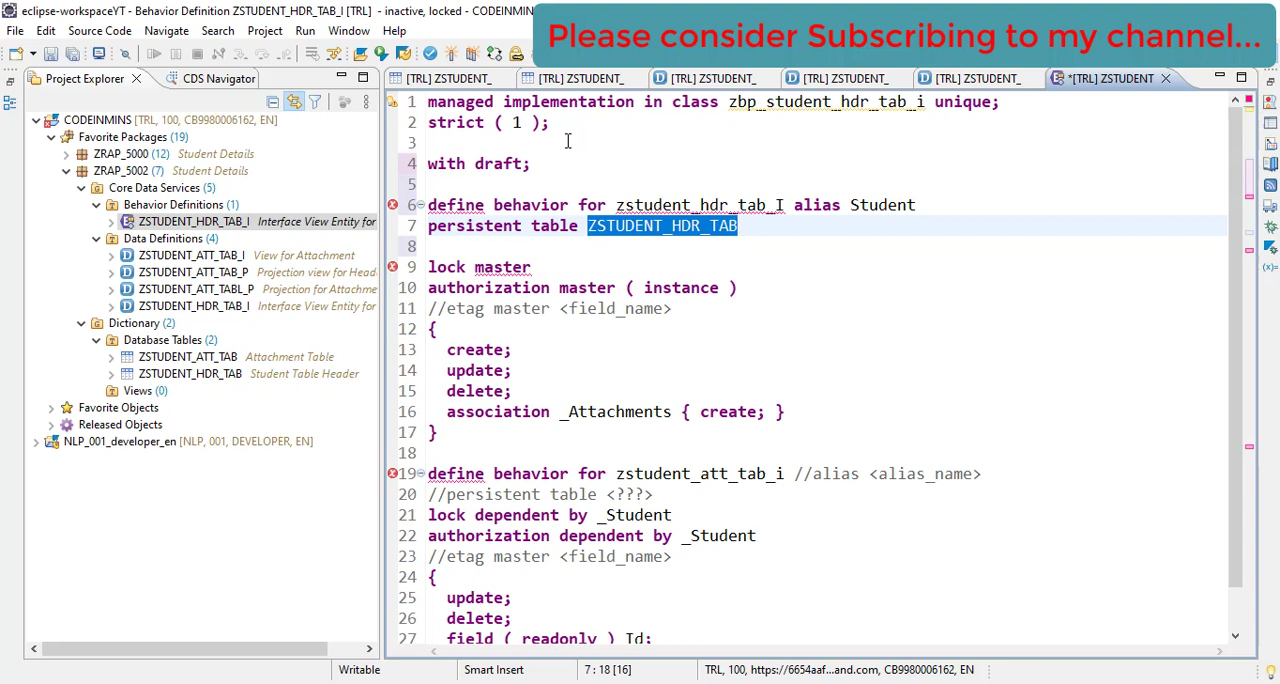 eclipse-workspaceYT - Behavior Definition ZSTUDENT_HDR_TAB_I [TRL] - inactive, locked - CODEINMINS
Please consider Subscribing to my channel...
File Edit Source Code Navigate Search Project Run Window Help
Project Explorer
CDS Navigator
[TRL] ZSTUDENT_
[TRL] ZSTUDENT_
[TRL] ZSTUDENT_
[TRL] ZSTUDENT_
[TRL] ZSTUDENT_
*[TRL] ZSTUDENT
CODEINMINS [TRL, 100, CB9980006162, EN]
Favorite Packages (19)
ZRAP_5000 (12) Student Details
ZRAP_5002 (7) Student Details
Core Data Services (5)
Behavior Definitions (1)
ZSTUDENT_HDR_TAB_I Interface View Entity for
Data Definitions (4)
ZSTUDENT_ATT_TAB_I View for Attachment
ZSTUDENT_ATT_TAB_P Projection view for Heade
ZSTUDENT_ATT_TABL_P Projection for Attachme
ZSTUDENT_HDR_TAB_I Interface View Entity for
Dictionary (2)
Database Tables (2)
ZSTUDENT_ATT_TAB Attachment Table
ZSTUDENT_HDR_TAB Student Table Header
Views (0)
Favorite Objects
Released Objects
NLP_001_developer_en [NLP, 001, DEVELOPER, EN]
1 managed implementation in class zbp_student_hdr_tab_i unique;
2 strict ( 1 );
3
4 with draft;
5
6 define behavior for zstudent_hdr_tab_I alias Student
7 persistent table ZSTUDENT_HDR_TAB
8
9 lock master
10 authorization master ( instance )
11 //etag master <field_name>
12 {
13 create;
14 update;
15 delete;
16 association _Attachments { create; }
17 }
18
19 define behavior for zstudent_att_tab_i //alias <alias_name>
20 //persistent table <???>
21 lock dependent by _Student
22 authorization dependent by _Student
23 //etag master <field_name>
24 {
25 update;
26 delete;
27 field ( readonly ) Id;
Writable
Smart Insert
7 : 18 [16]
TRL, 100, https://6654aaf...and.com, CB9980006162, EN